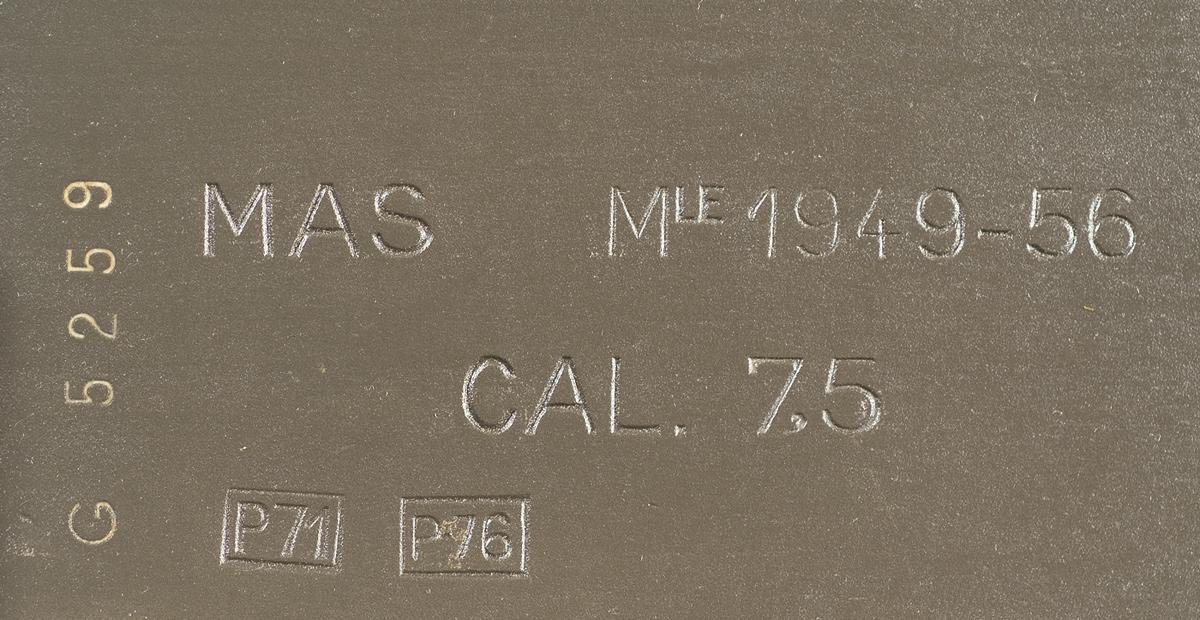 MAS MLE 1949-56
CAL. 7,5
P71 P76
G 5259